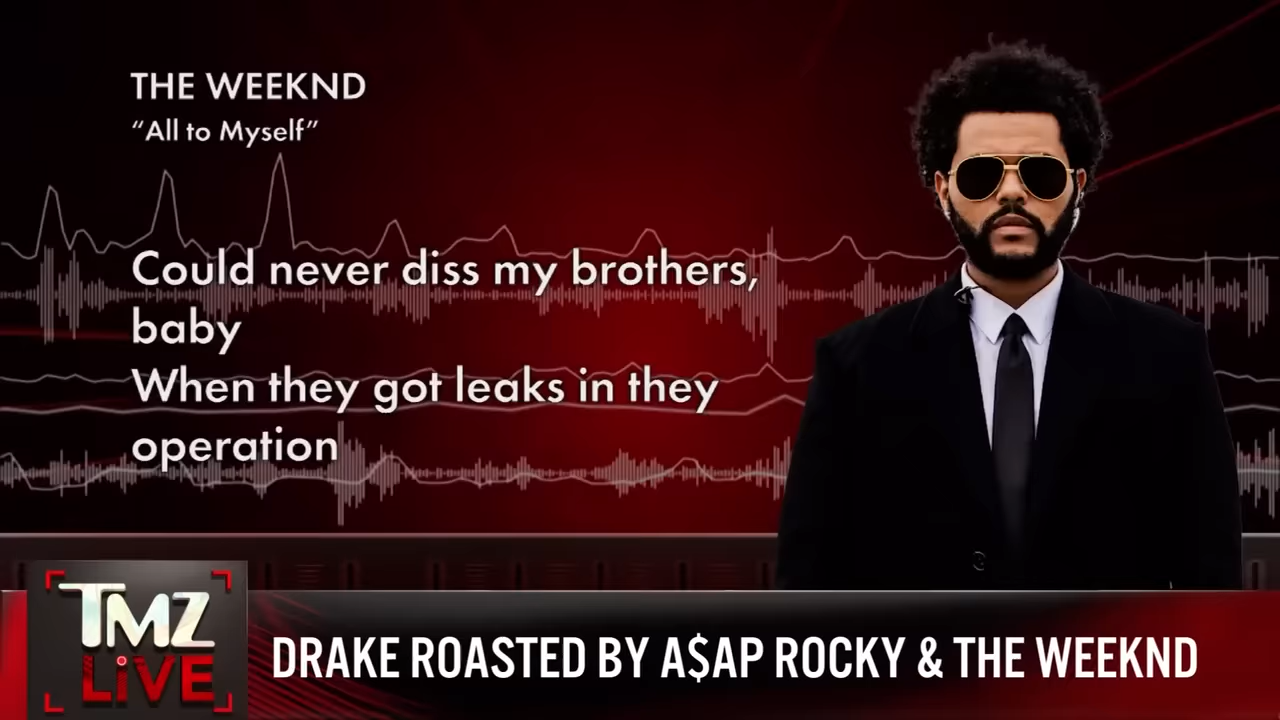 THE WEEKND
“All to Myself”
Could never diss my brothers,
baby
When they got leaks in they
operation
TMZ
LiVE
DRAKE ROASTED BY A$AP ROCKY & THE WEEKND